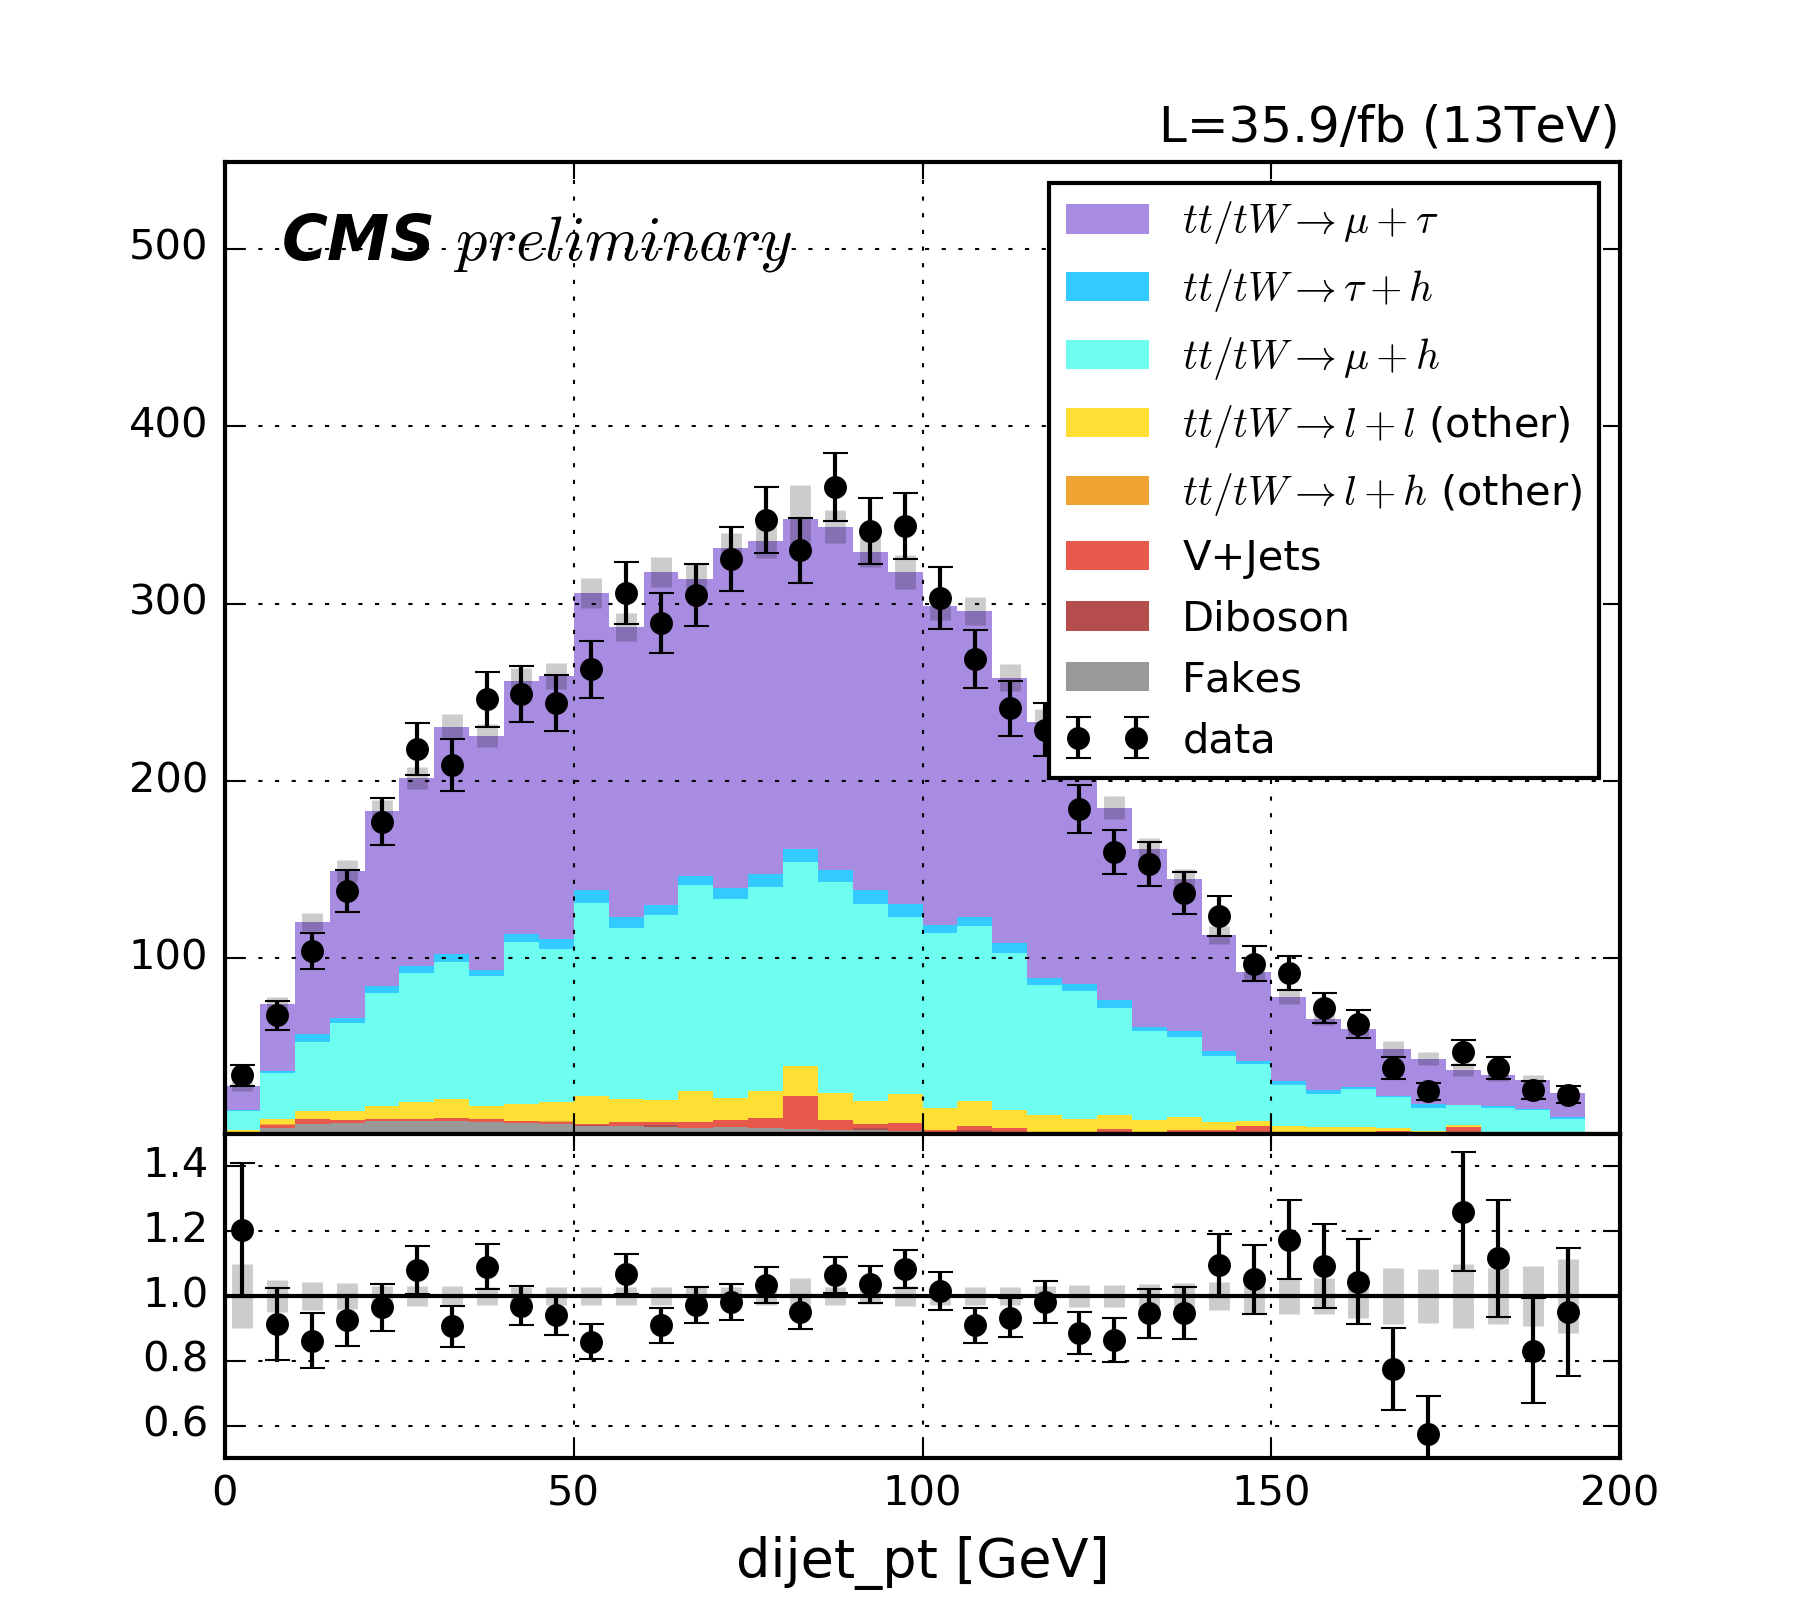 L=35.9/fb (13TeV)
CMS preliminary
500
400
300
200
100
tt/tW → μ + τ
tt/tW → τ + h
tt/tW → μ + h
tt/tW → l + l (other)
tt/tW → l + h (other)
V+Jets
Diboson
Fakes
data
1.4
1.2
1.0
0.8
0.6
0 50 100 150 200
dijet_pt [GeV]